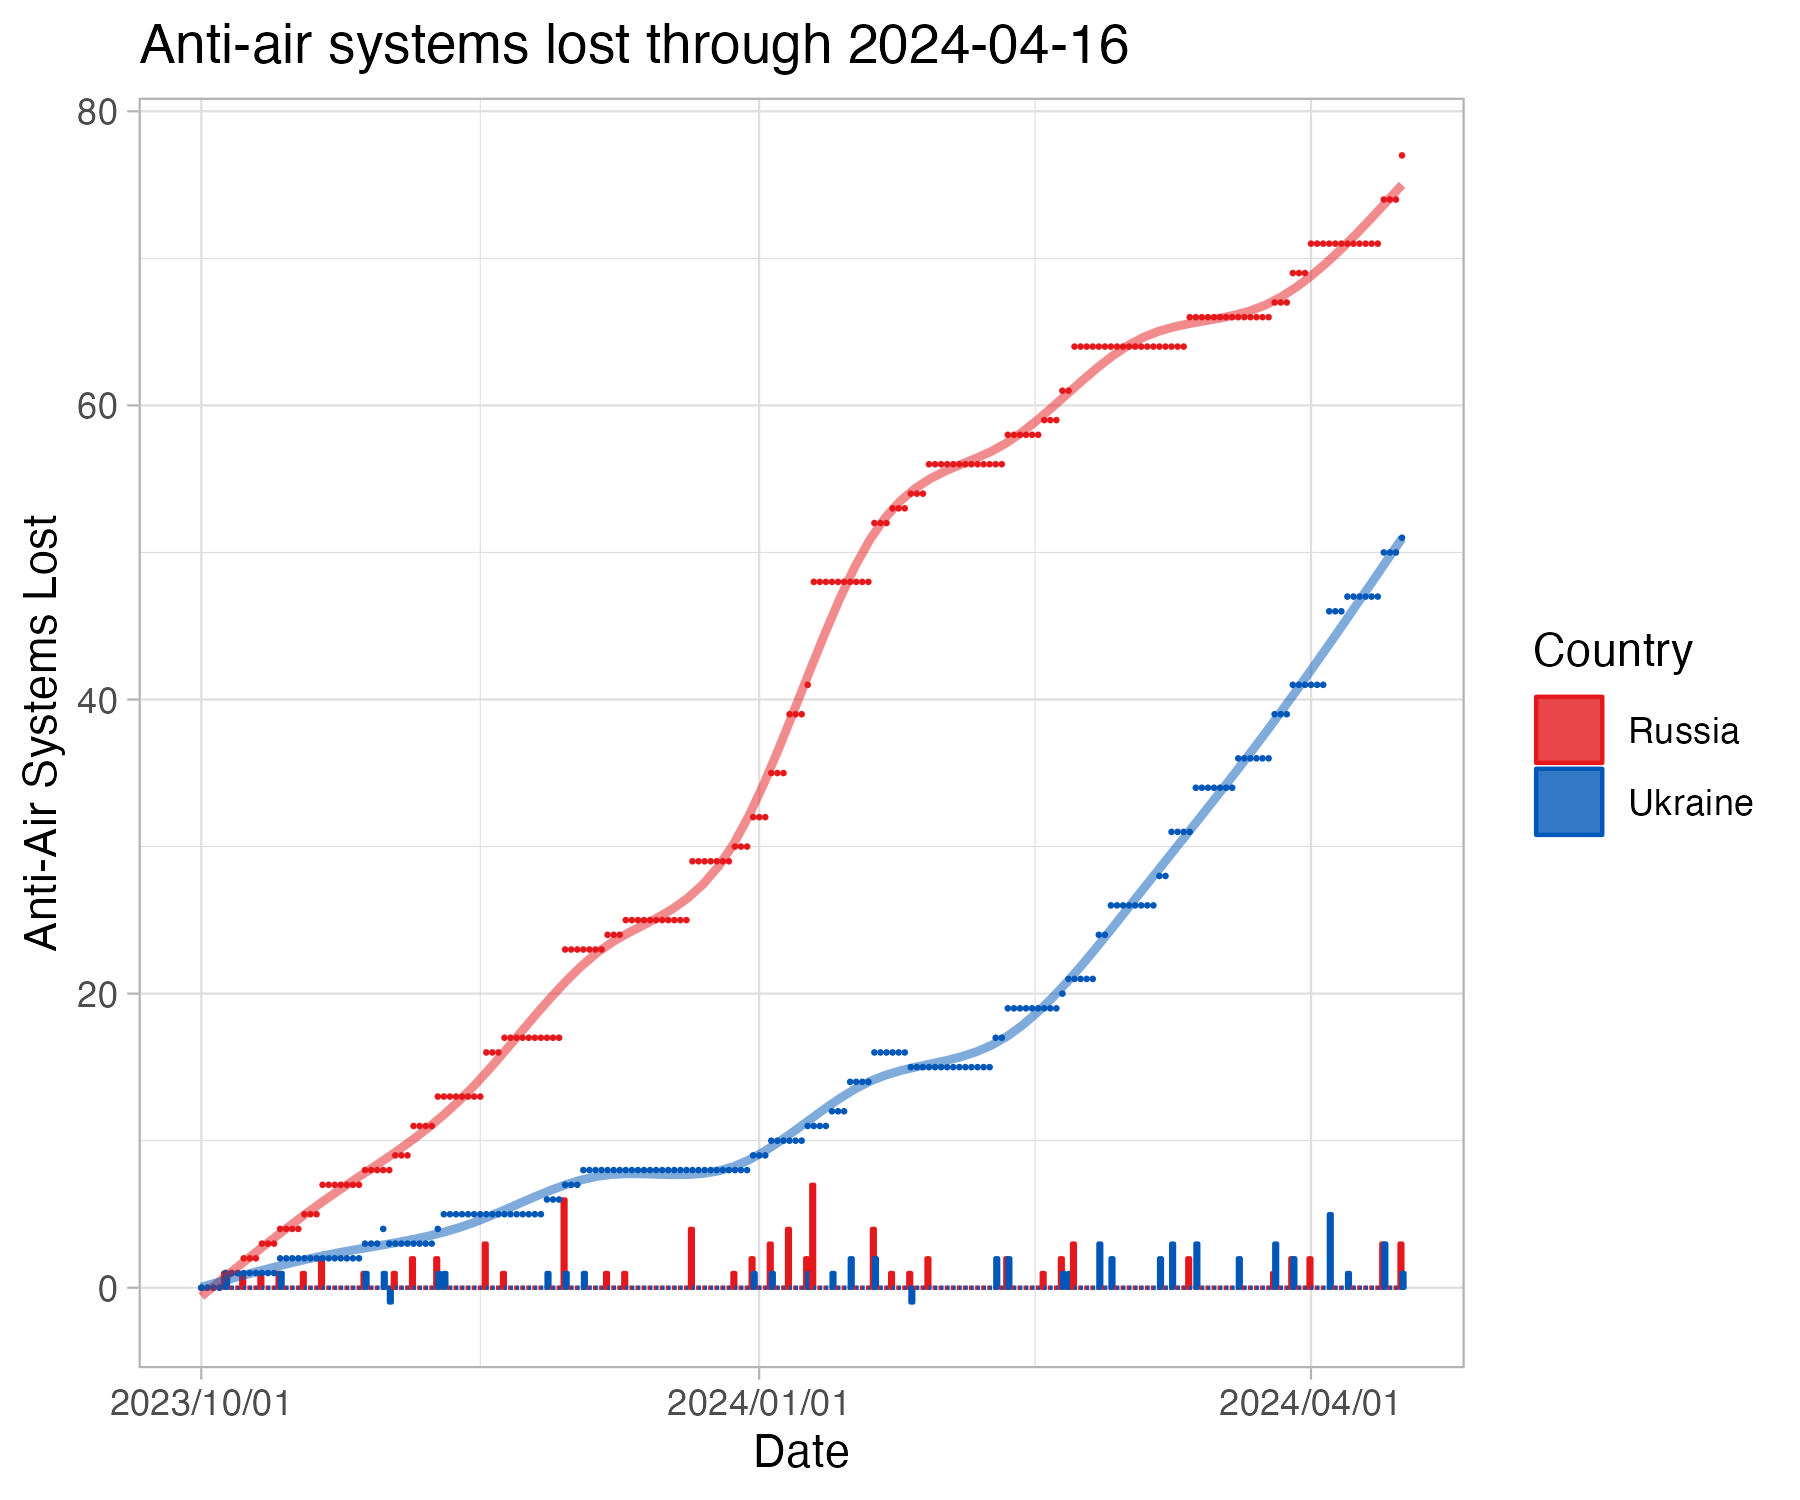 Anti-air systems lost through 2024-04-16
Anti-Air Systems Lost
80
60
40
20
0
2023/10/01
2024/01/01
2024/04/01
Date
Country
Russia
Ukraine